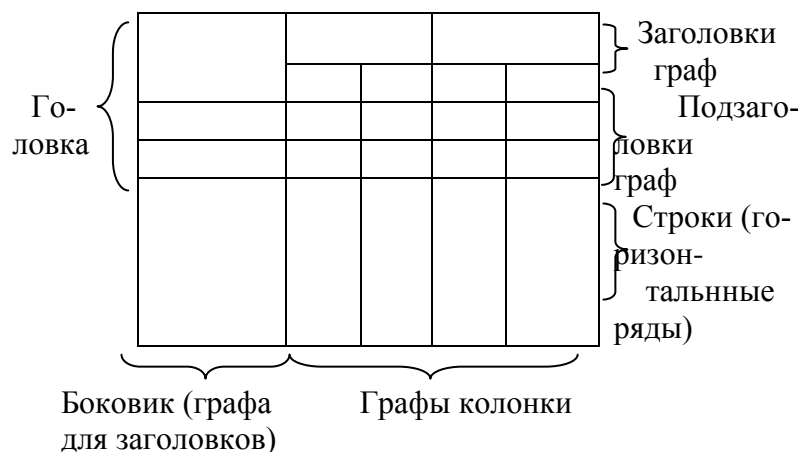 Заголовки
граф
Го-
ловка
Подзаго-
ловки
граф
Строки (го-
ризон-
тальнные
ряды)
Боковик (графа
для заголовков)
Графы колонки